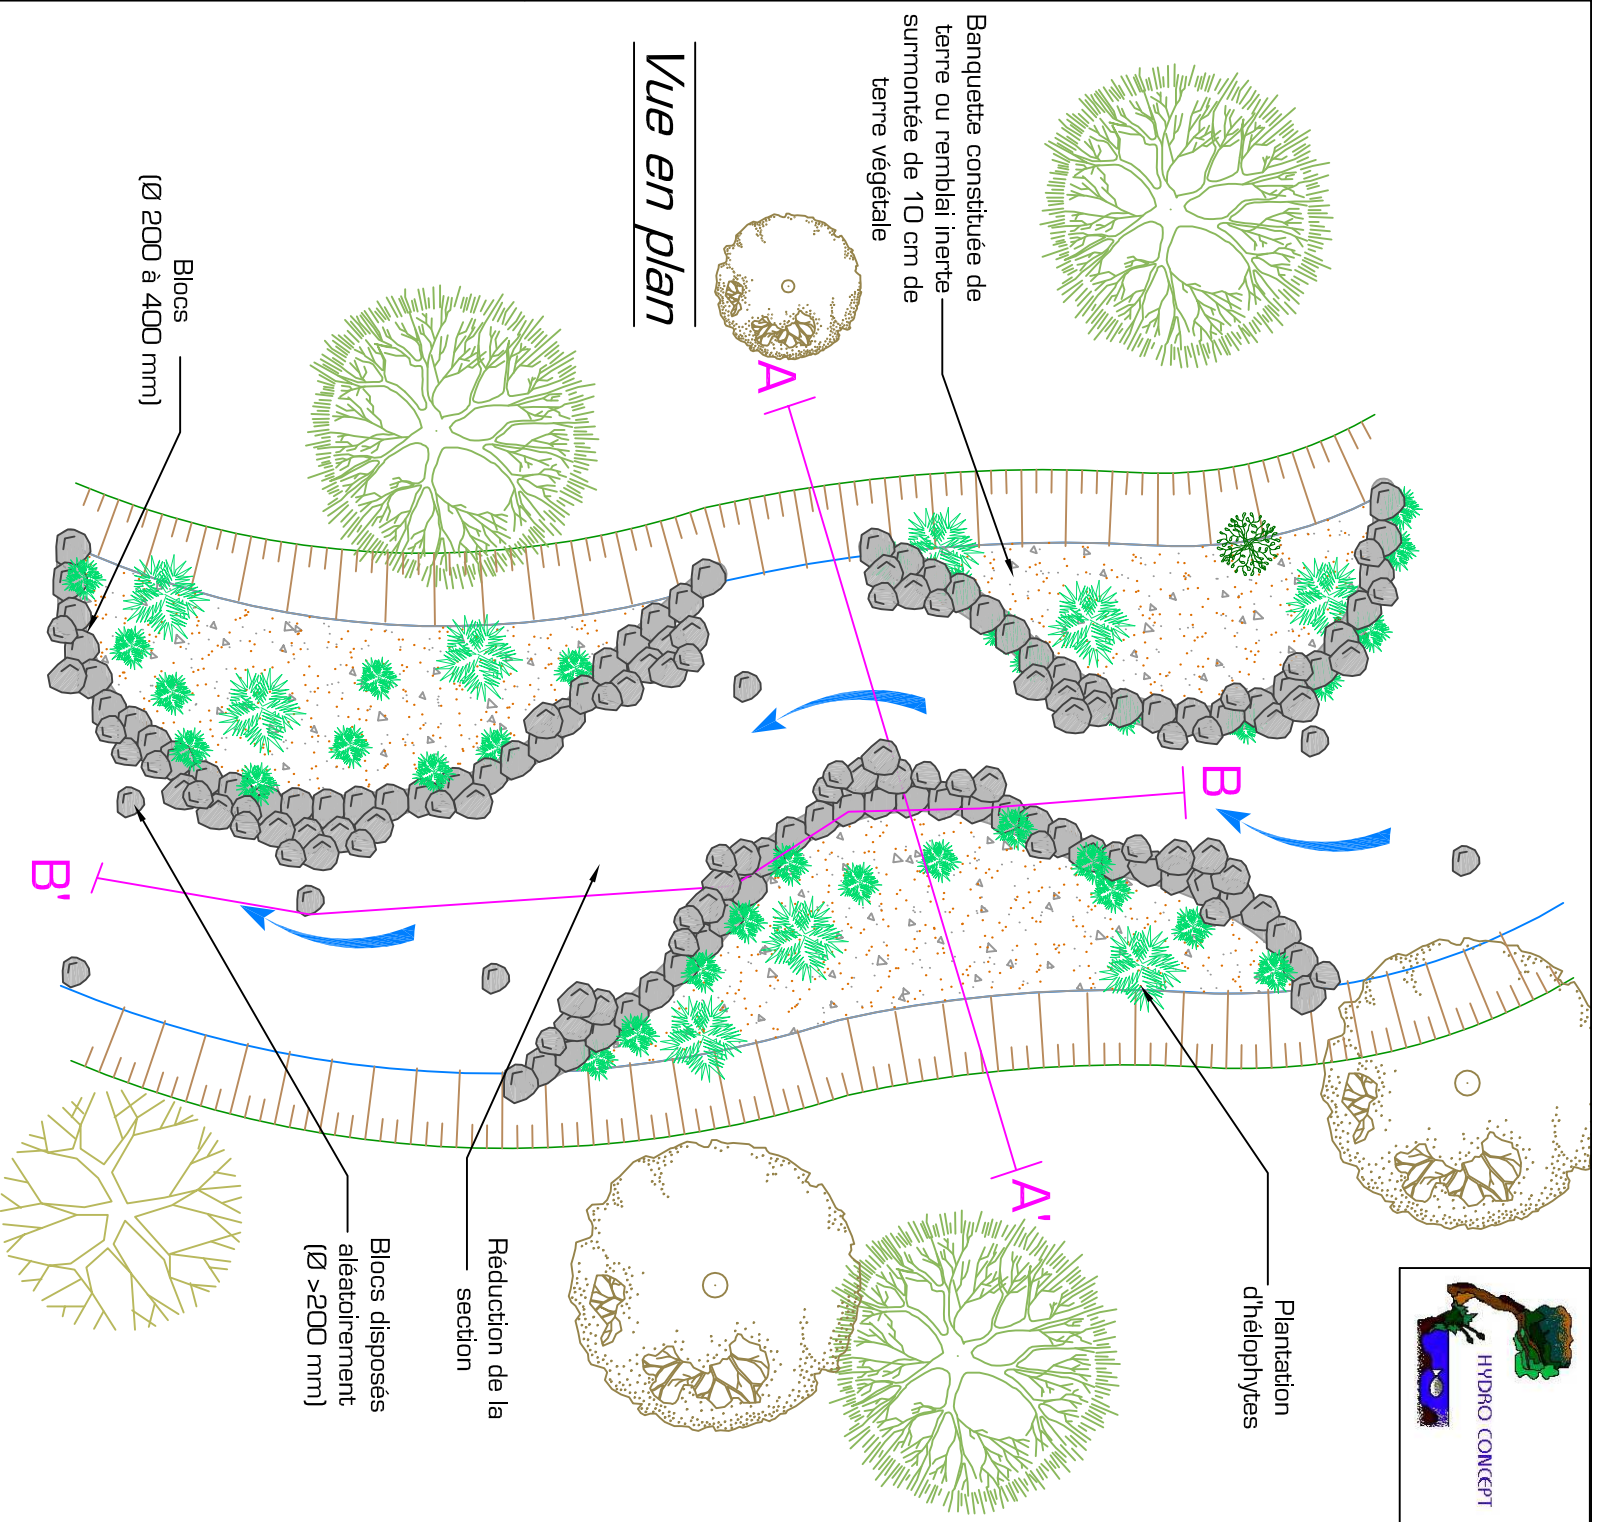 Banquette constituée de
terre ou remblai inerte
surmontée de 10 cm de
terre végétale
Vue en plan
Blocs
(Ø 200 à 400 mm)
A
B
B'
A'
Plantation
d'hélophytes
Réduction de la
section
Blocs disposés
aléatoirement
(Ø >200 mm)
HYDRO CONCEPT